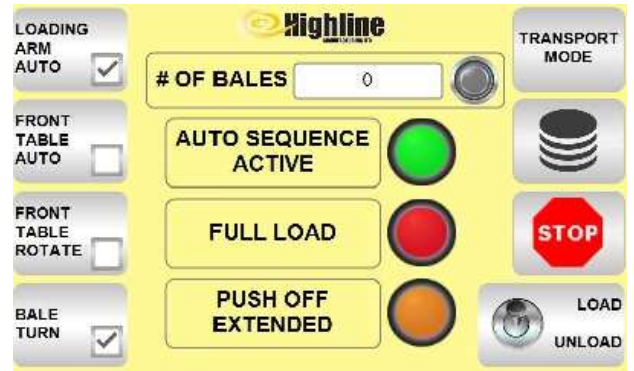 LOADING
ARM
AUTO
Highline
TRANSPORT
MODE
# OF BALES
0
FRONT
TABLE
AUTO
AUTO SEQUENCE
ACTIVE
FRONT
TABLE
ROTATE
FULL LOAD
STOP
BALE
TURN
PUSH OFF
EXTENDED
LOAD
UNLOAD